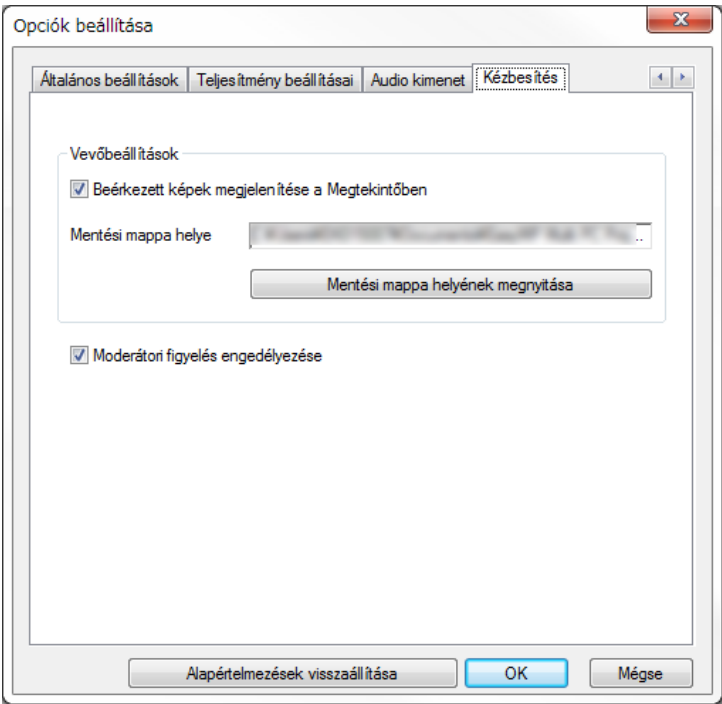 Opciók beállítása
Általános beállítások Teljesítmény beállításai Audio kimenet Kézbesítés
Vevőbeállítások
Beérkezett képek megjelenítése a Megtekintőben
Mentési mappa helye ..
Mentési mappa helyének megnyitása
Moderátori figyelés engedélyezése
Alapértelmezések visszaállítása OK Mégse